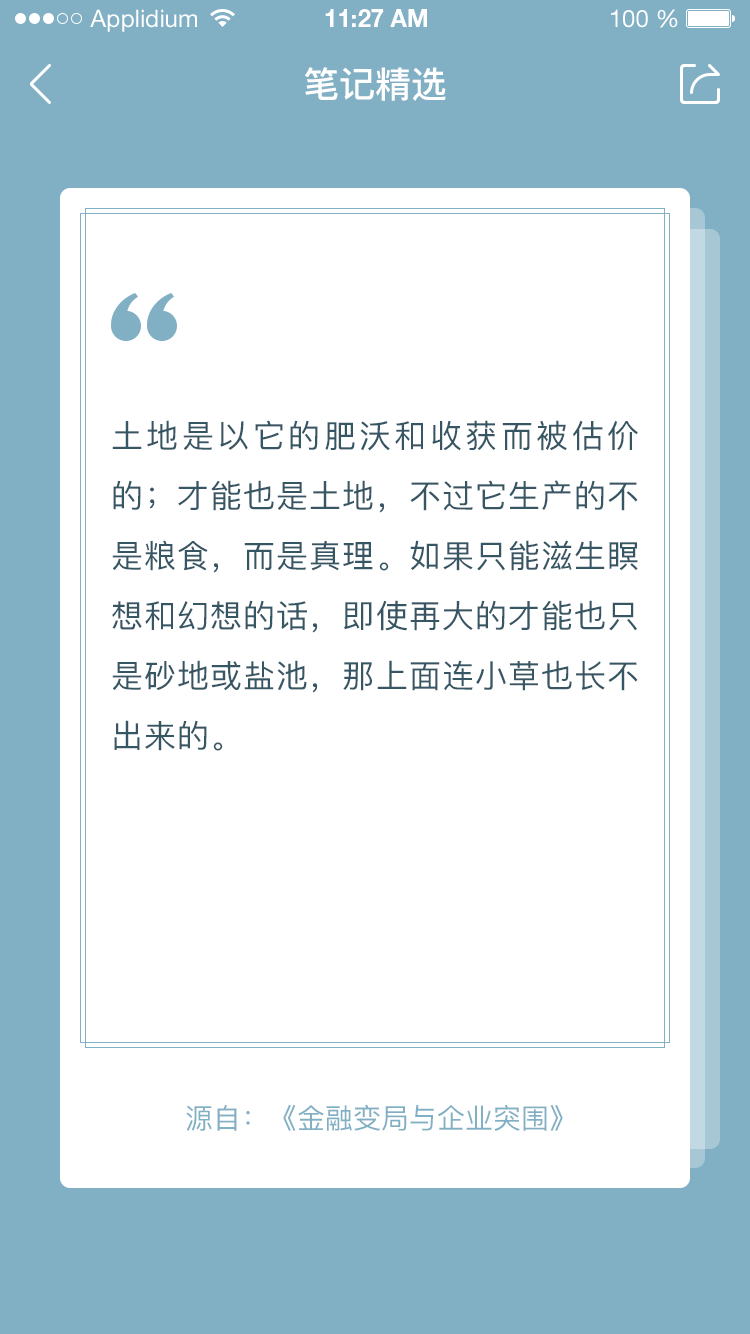 Applidium 11:27 AM 100 %
笔记精选
“
土地是以它的肥沃和收获而被估价
的；才能也是土地，不过它生产的不
是粮食，而是真理。如果只能滋生瞑
想和幻想的话，即使再大的才能也只
是砂地或盐池，那上面连小草也长不
出来的。
源自：《金融变局与企业突围》